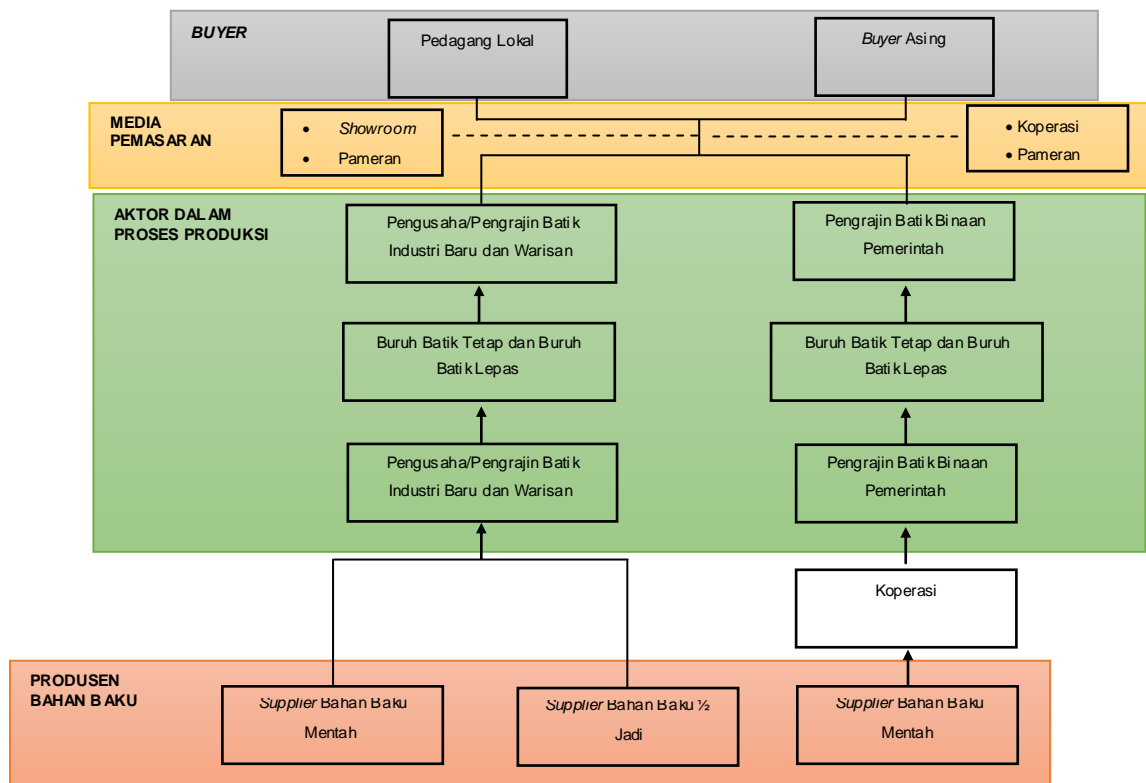 BUYER
Pedagang Lokal
Buyer Asing
MEDIA
PEMASARAN
• Showroom
• Pameran
• Koperasi
• Pameran
AKTOR DALAM
PROSES PRODUKSI
Pengusaha/Pengrajin Batik
Industri Baru dan Warisan
Pengrajin Batik Binaan
Pemerintah
Buruh Batik Tetap dan Buruh
Batik Lepas
Buruh Batik Tetap dan Buruh
Batik Lepas
Pengusaha/Pengrajin Batik
Industri Baru dan Warisan
Pengrajin Batik Binaan
Pemerintah
Koperasi
PRODUSEN
BAHAN BAKU
Supplier Bahan Baku
Mentah
Supplier Bahan Baku ½
Jadi
Supplier Bahan Baku
Mentah